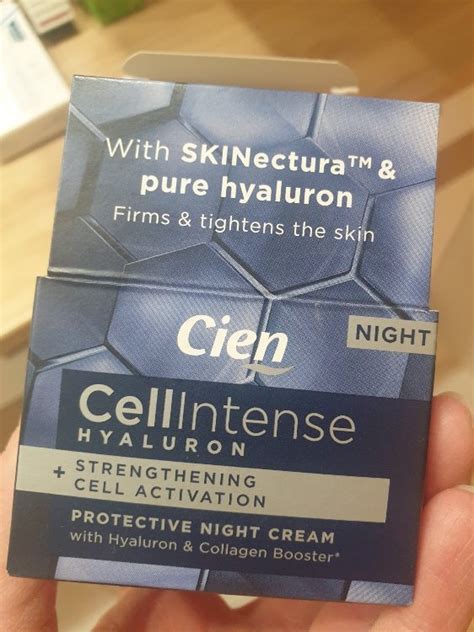 With SKINectura™ &
pure hyaluron
Firms & tightens the skin
Cien
NIGHT
CellIntense
HYALURON
+ STRENGTHENING
CELL ACTIVATION
PROTECTIVE NIGHT CREAM
with Hyaluron & Collagen Booster*